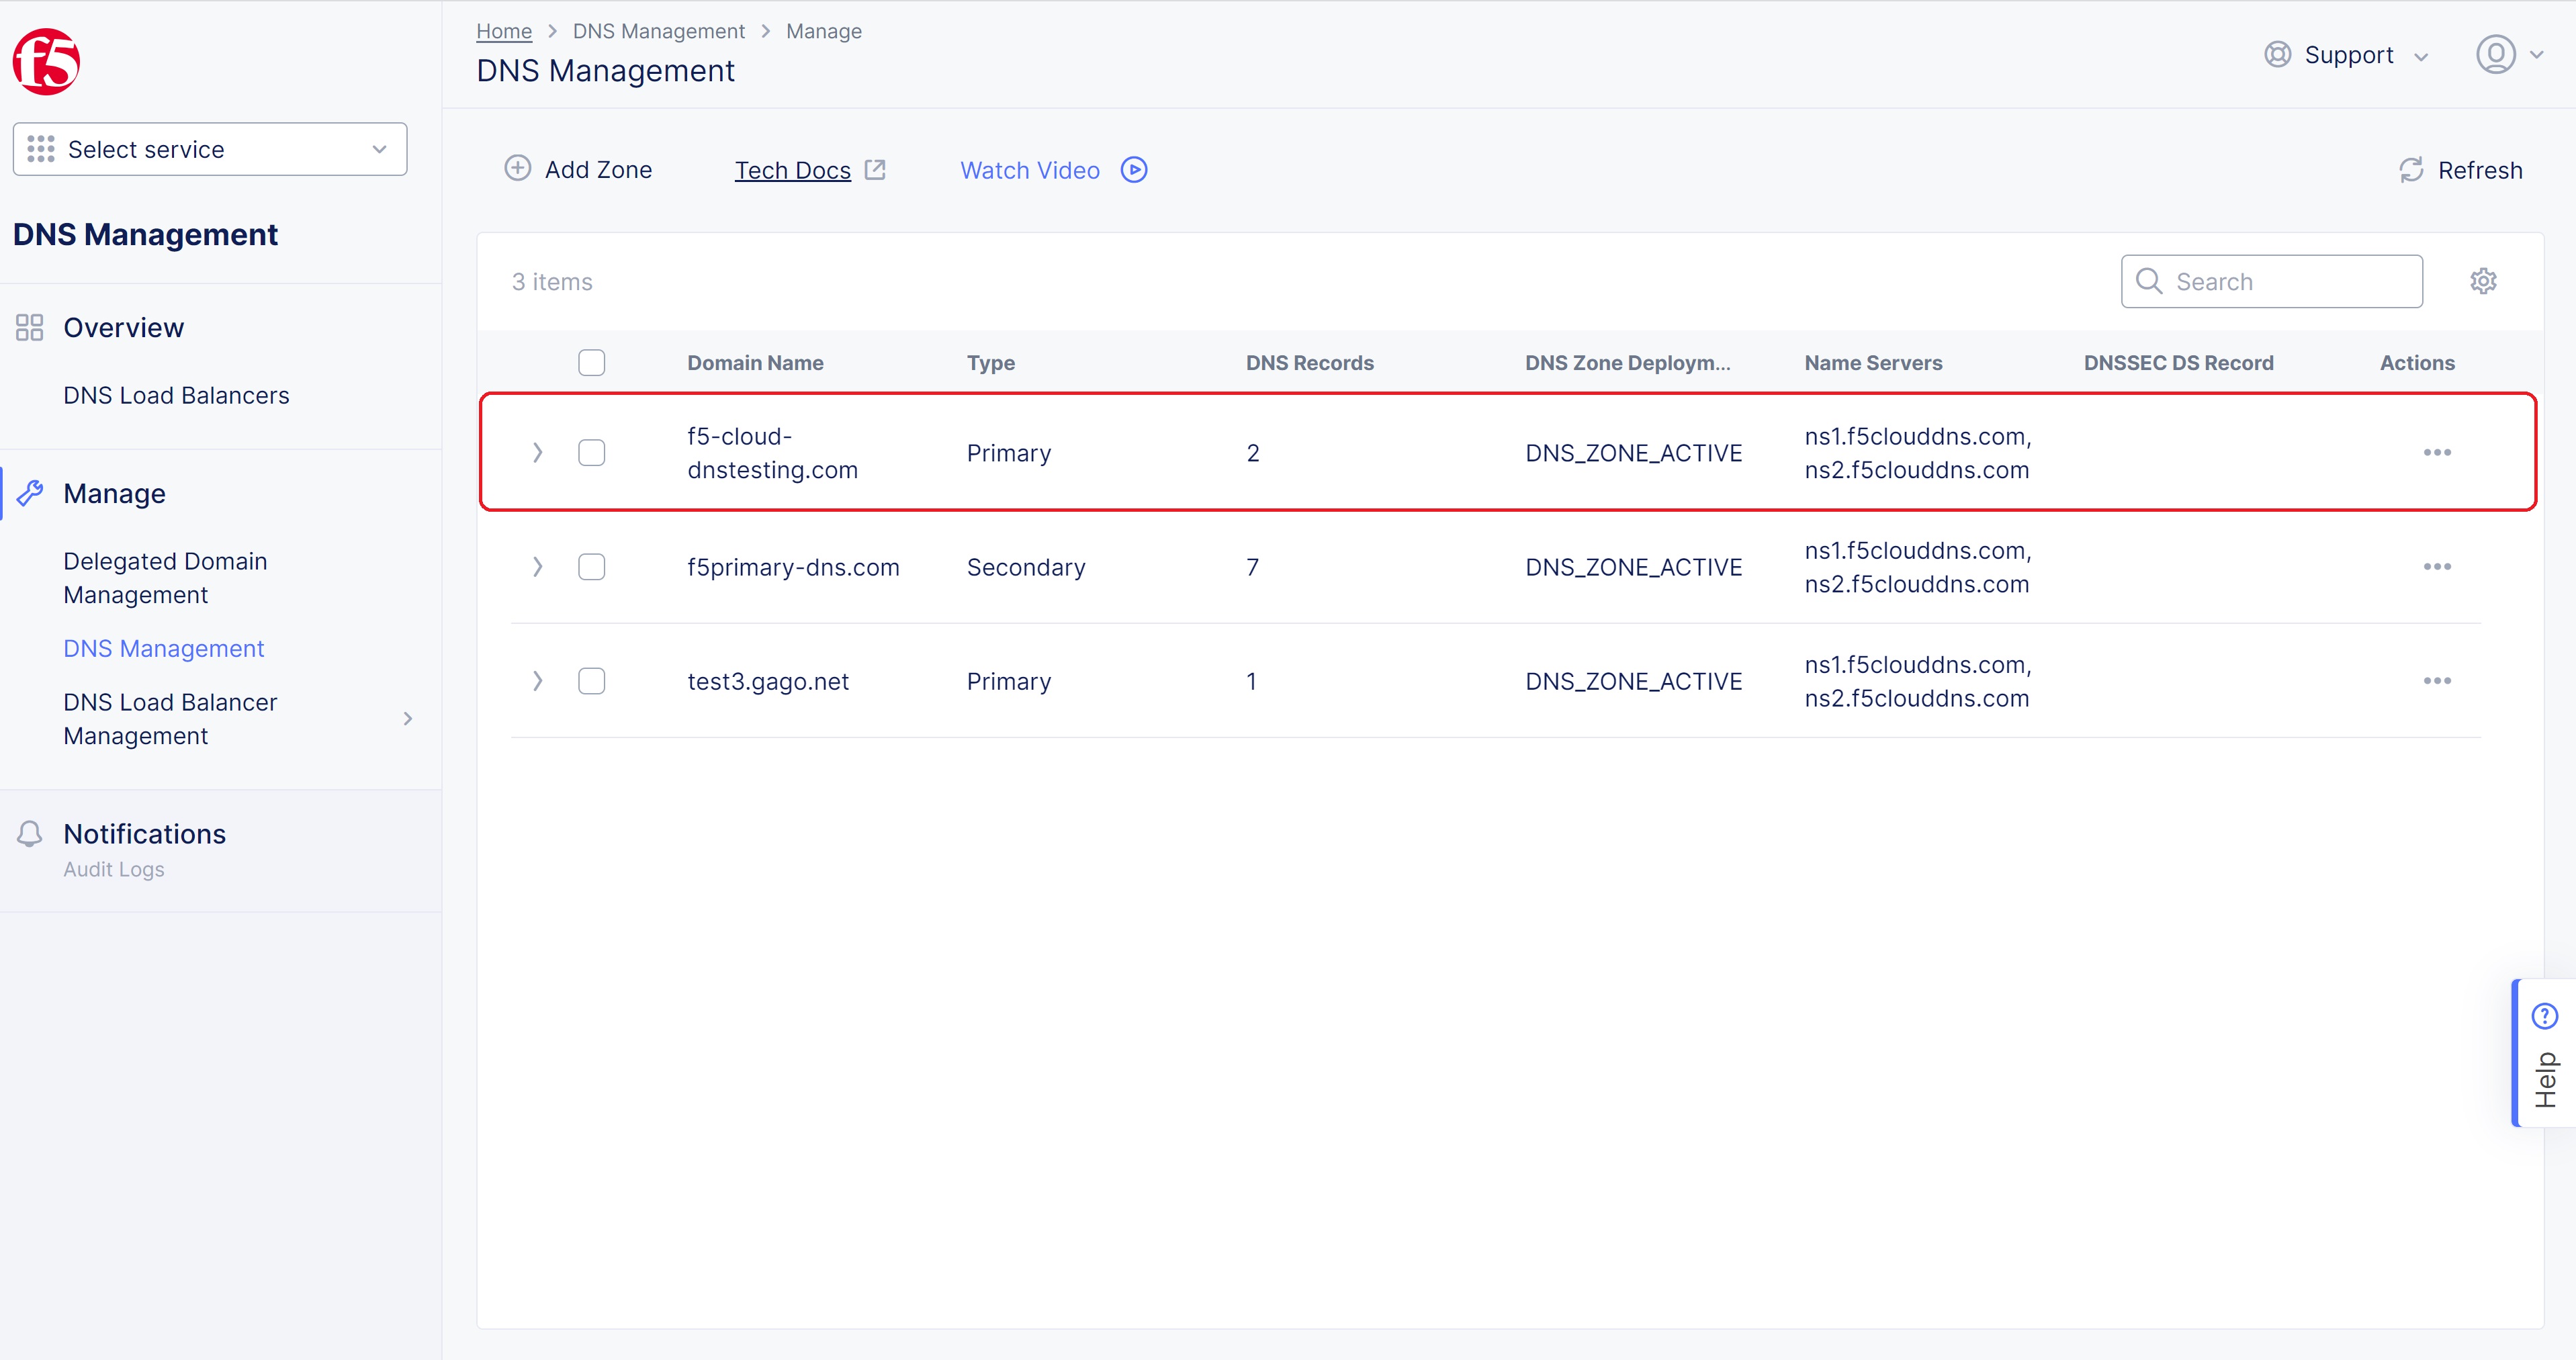 f5
Select service
DNS Management
Overview
DNS Load Balancers
Manage
Delegated Domain
Management
DNS Management
DNS Load Balancer
Management
Notifications
Audit Logs
Home > DNS Management > Manage
DNS Management
Support
Add Zone Tech Docs Watch Video Refresh
3 items Search
Domain Name Type DNS Records DNS Zone Deploym... Name Servers DNSSEC DS Record Actions
f5-cloud-
dnstesting.com Primary 2 DNS_ZONE_ACTIVE ns1.f5clouddns.com,
ns2.f5clouddns.com
f5primary-dns.com Secondary 7 DNS_ZONE_ACTIVE ns1.f5clouddns.com,
ns2.f5clouddns.com
test3.gago.net Primary 1 DNS_ZONE_ACTIVE ns1.f5clouddns.com,
ns2.f5clouddns.com
Help